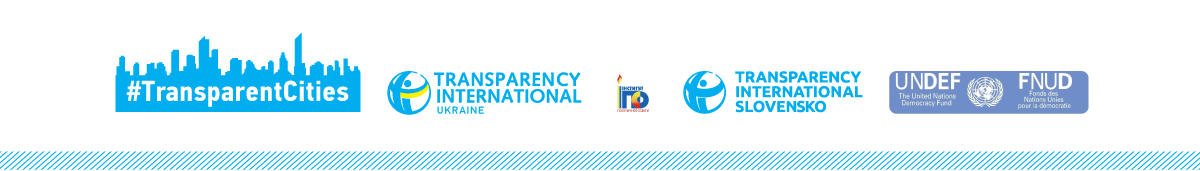 #TransparentCities
TRANSPARENCY
INTERNATIONAL
UKRAINE
TRANSPARENCY
INTERNATIONAL
SLOVENSKO
UNDEF
The United Nations
Democracy Fund
FNUD
Fonds des
Nations Unies
pour la démocratie